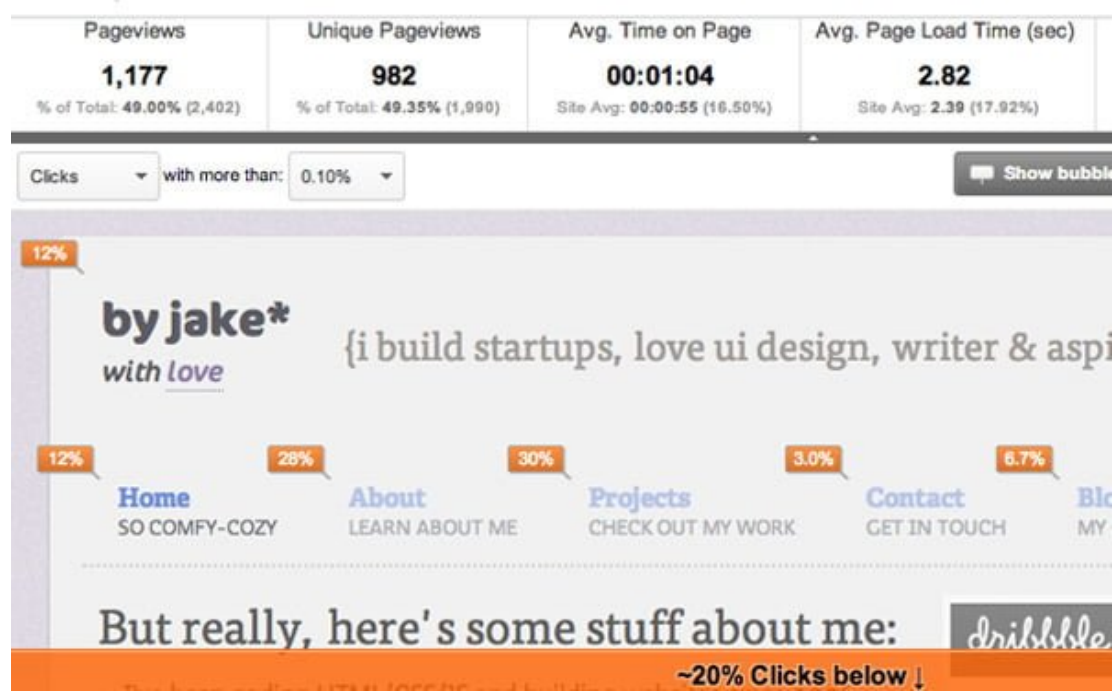 Pageviews Unique Pageviews Avg. Time on Page Avg. Page Load Time (sec)
1,177 982 00:01:04 2.82
% of Total: 49.00% (2,402) % of Total: 49.35% (1,990) Site Avg: 00:00:55 (16.50%) Site Avg: 2.39 (17.92%)
Clicks with more than: 0.10% Show bubble
12%
by jake*
with love
{i build startups, love ui design, writer & aspi
12% 28% 30% 3.0% 6.7%
Home About Projects Contact Blo
SO COMFY-COZY LEARN ABOUT ME CHECK OUT MY WORK GET IN TOUCH MY
But really, here's some stuff about me: dribbble
~20% Clicks below ↓